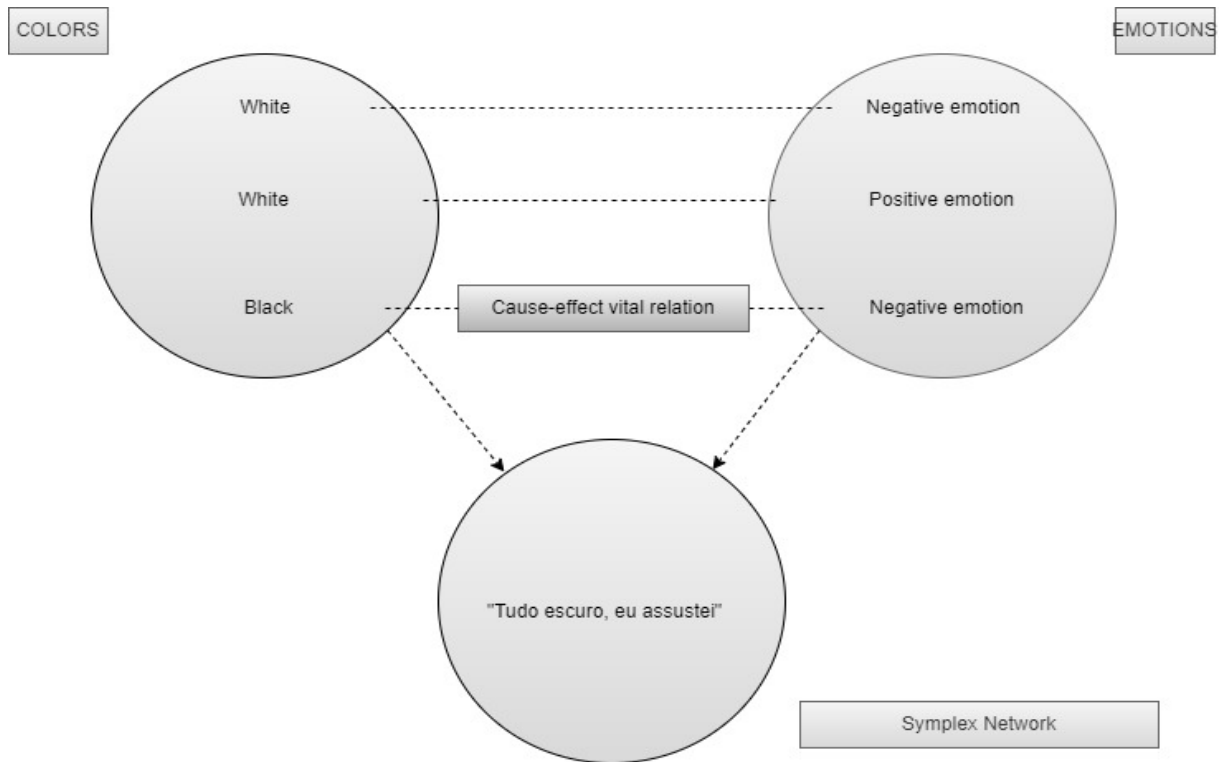 COLORS
EMOTIONS
White
Negative emotion
White
Positive emotion
Black
Cause-effect vital relation
Negative emotion
"Tudo escuro, eu assustei"
Symplex Network